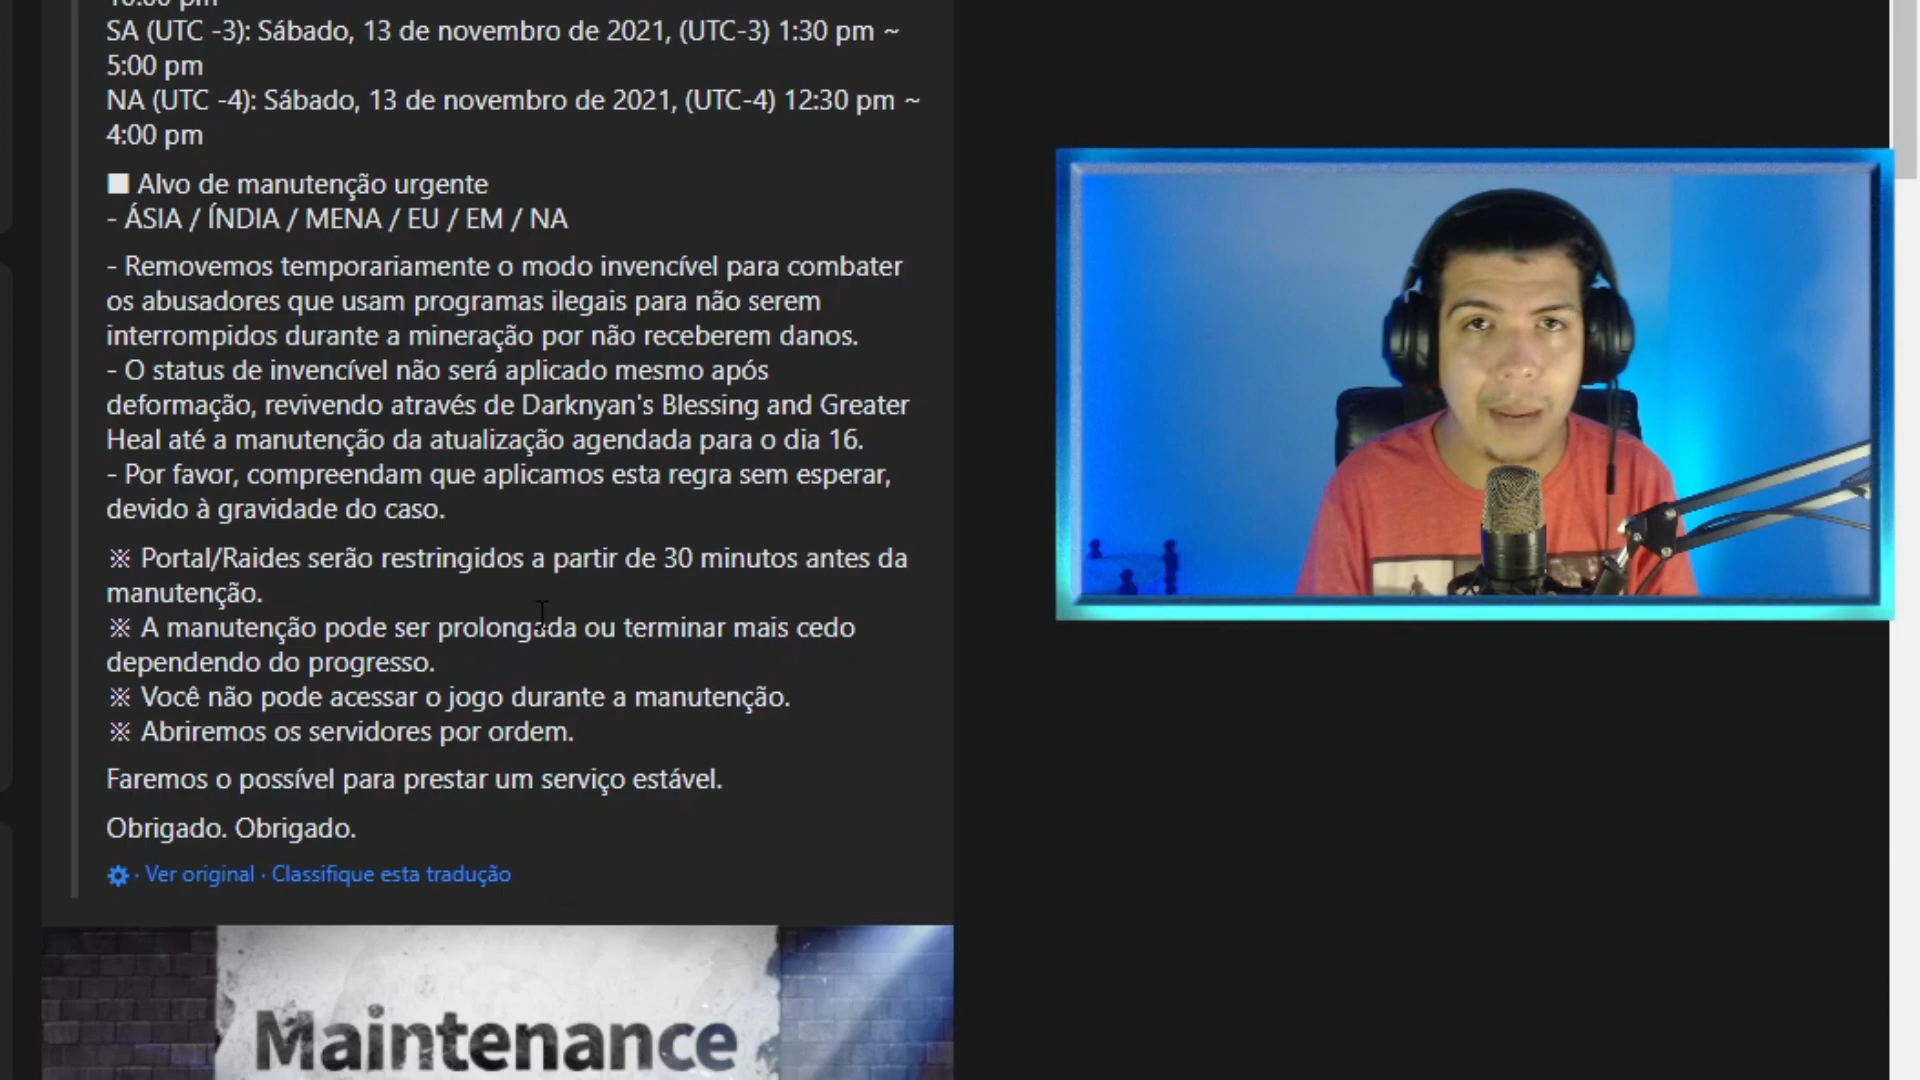 10:00 pm
SA (UTC -3): Sábado, 13 de novembro de 2021, (UTC-3) 1:30 pm ~
5:00 pm
NA (UTC -4): Sábado, 13 de novembro de 2021, (UTC-4) 12:30 pm ~
4:00 pm
■ Alvo de manutenção urgente
- ÁSIA / ÍNDIA / MENA / EU / EM / NA
- Removemos temporariamente o modo invencível para combater
os abusadores que usam programas ilegais para não serem
interrompidos durante a mineração por não receberem danos.
- O status de invencível não será aplicado mesmo após
deformação, revivendo através de Darknyan's Blessing and Greater
Heal até a manutenção da atualização agendada para o dia 16.
- Por favor, compreendam que aplicamos esta regra sem esperar,
devido à gravidade do caso.
※ Portal/Raides serão restringidos a partir de 30 minutos antes da
manutenção.
※ A manutenção pode ser prolongada ou terminar mais cedo
dependendo do progresso.
※ Você não pode acessar o jogo durante a manutenção.
※ Abriremos os servidores por ordem.
Faremos o possível para prestar um serviço estável.
Obrigado. Obrigado.
· Ver original · Classifique esta tradução
Maintenance